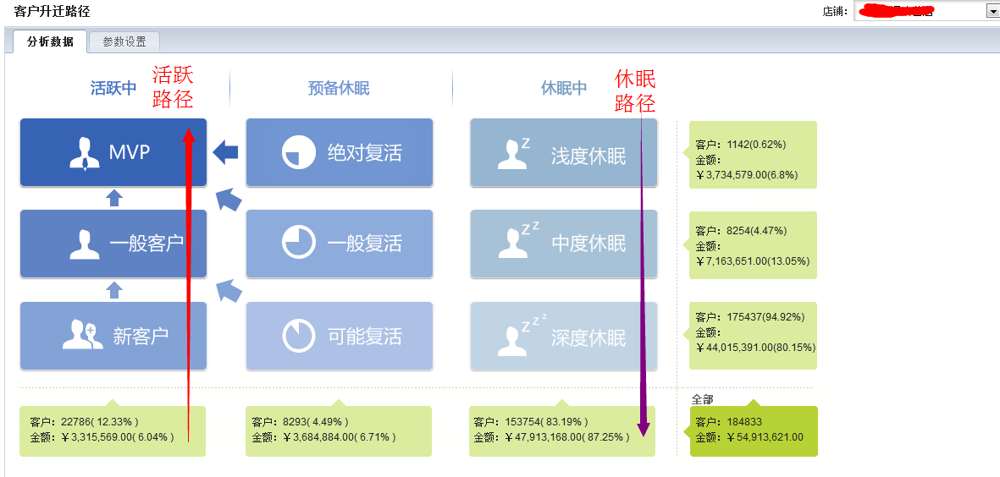 客户升迁路径
店铺：
分析数据
参数设置
活跃中
活跃
路径
预备休眠
休眠中
休眠
路径
MVP
绝对复活
浅度休眠
客户：1142(0.62%)
金额：
￥3,734,579.00(6.8%)
一般客户
一般复活
中度休眠
客户：8254(4.47%)
金额：
￥7,163,651.00(13.05%)
新客户
可能复活
深度休眠
客户：175437(94.92%)
金额：
￥44,015,391.00(80.15%)
全部
客户：22786( 12.33% )
金额：￥3,315,569.00( 6.04% )
客户：8293( 4.49% )
金额：￥3,684,884.00( 6.71% )
客户：153754( 83.19% )
金额：￥47,913,168.00( 87.25% )
客户：184833
金额：￥54,913,621.00